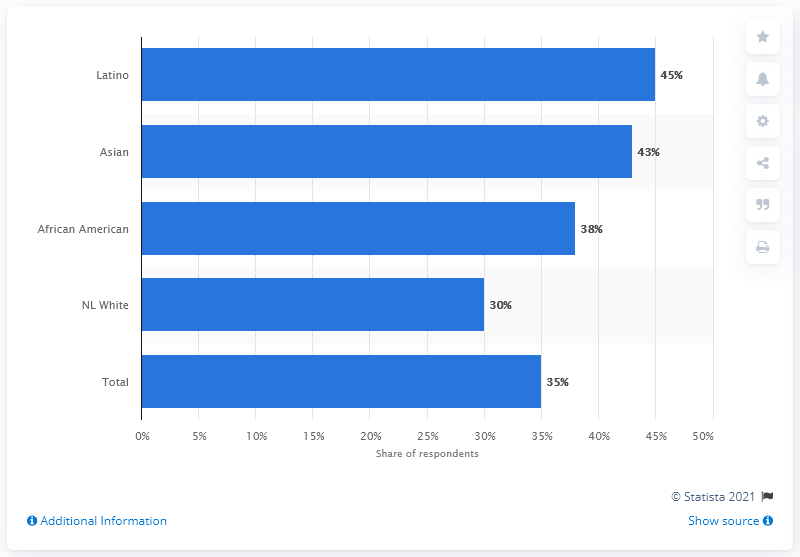 Latino
45%
Asian
43%
African American
38%
NL White
30%
Total
35%
0%
5%
10%
15%
20%
25%
30%
35%
40%
45%
50%
Share of respondents
© Statista 2021
Additional Information
Show source